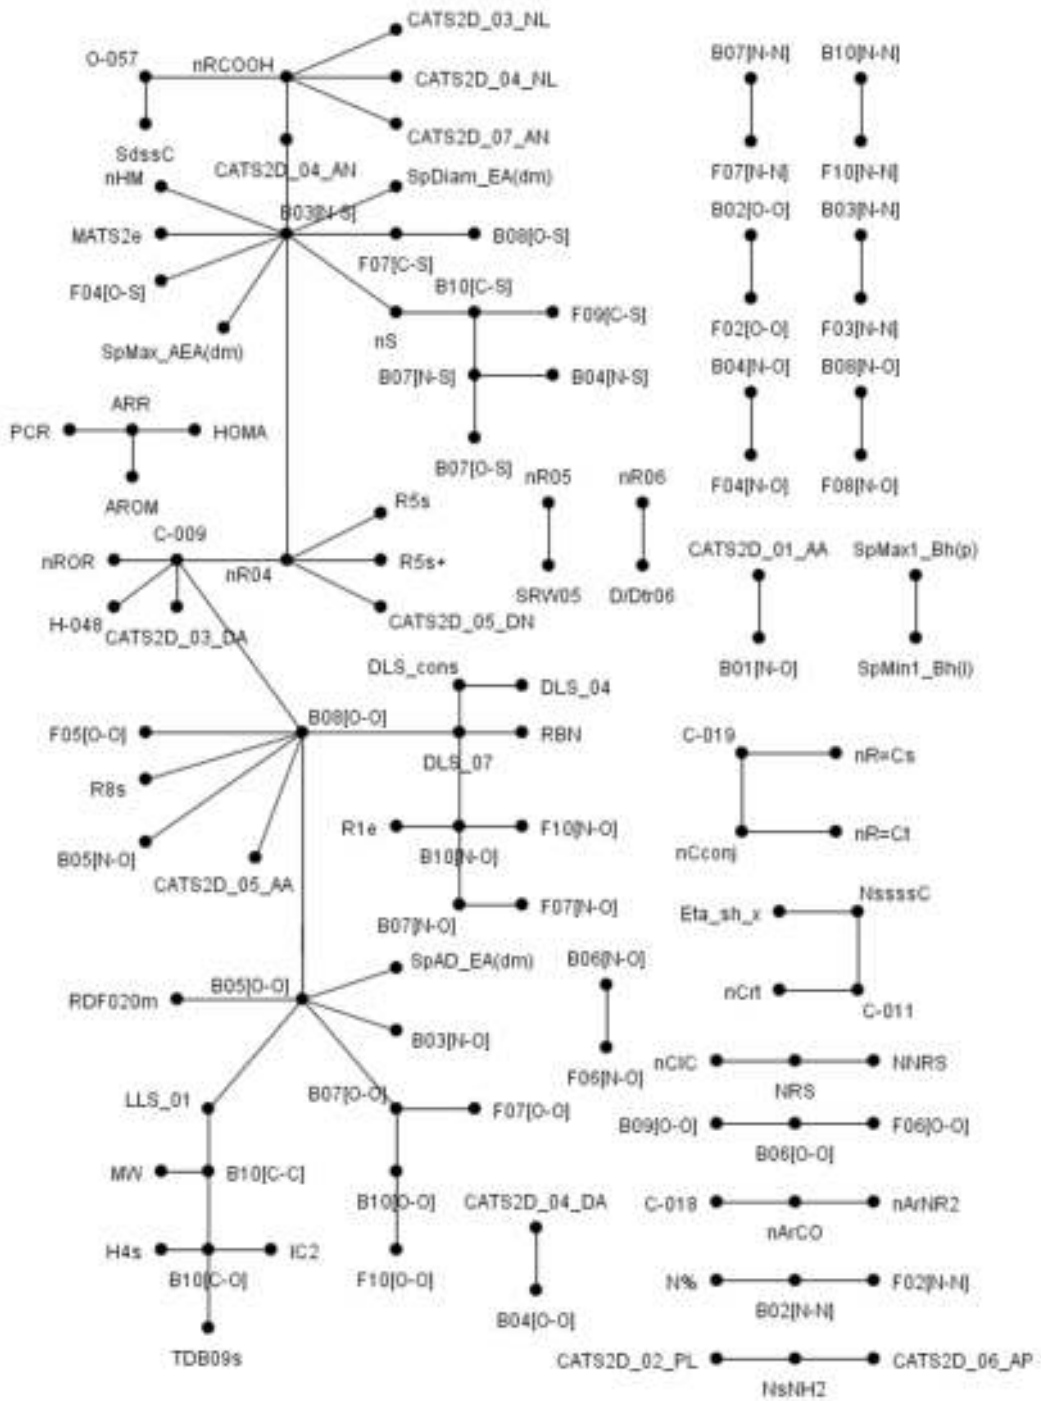 CATS2D_03_NL
O-057
nRCOOH
CATS2D_04_NL
CATS2D_07_AN
SdssC
CATS2D_04_AN
nHM
SpDiam_EA(dm)
B03[N-S]
MATS2e
B08[O-S]
F07[C-S]
F04[O-S]
B10[C-S]
F09[C-S]
nS
SpMax_AEA(dm)
B07[N-S]
B04[N-S]
B07[O-S]
ARR
PCR
HOMA
AROM
C-009
R5s
nROR
nR04
R5s+
H-048
CATS2D_03_DA
CATS2D_05_DN
nR05
nR06
SRW05
D/Dtr06
DLS_cons
DLS_04
B08[O-O]
F05[O-O]
RBN
DLS_07
R8s
R1e
F10[N-O]
B10[N-O]
B05[N-O]
CATS2D_05_AA
F07[N-O]
B07[N-O]
SpAD_EA(dm)
B05[O-O]
RDF020m
B03[N-O]
LLS_01
B07[O-O]
F07[O-O]
MW
B10[C-C]
B10[O-O]
H4s
IC2
B10[C-O]
F10[O-O]
TDB09s
B06[N-O]
F06[N-O]
CATS2D_04_DA
B04[O-O]
B07[N-N]
B10[N-N]
F07[N-N]
F10[N-N]
B02[O-O]
B03[N-N]
F02[O-O]
F03[N-N]
B04[N-O]
B08[N-O]
F04[N-O]
F08[N-O]
CATS2D_01_AA
SpMax1_Bh(p)
B01[N-O]
SpMin1_Bh(i)
C-019
nR=Cs
nCconj
nR=Ct
NssssC
Eta_sh_x
nCrt
C-011
nCIC
NNRS
NRS
B09[O-O]
F06[O-O]
B06[O-O]
C-018
nArNR2
nArCO
N%
F02[N-N]
B02[N-N]
CATS2D_02_PL
CATS2D_06_AP
NsNH2